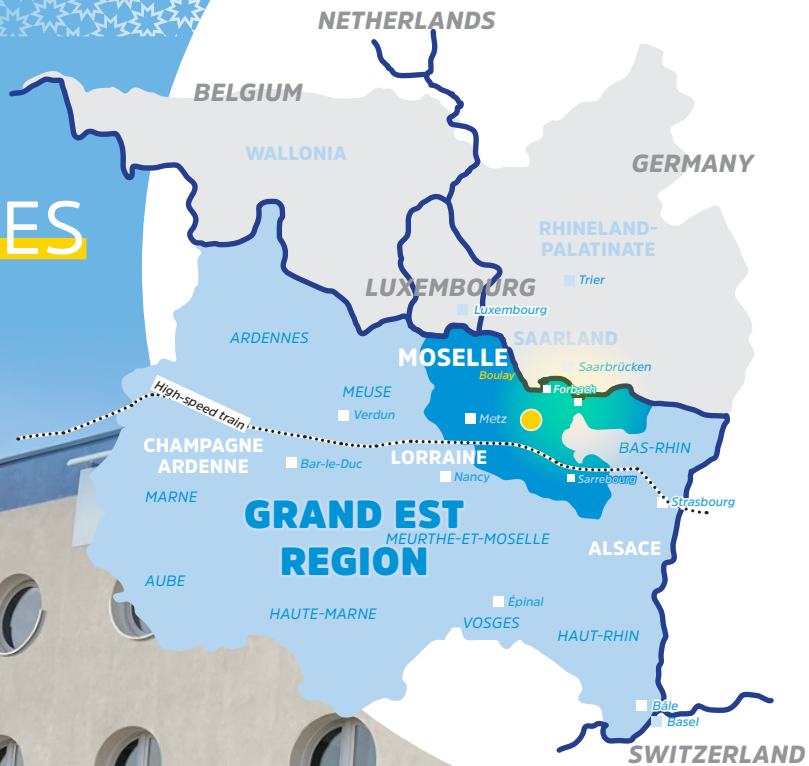 NETHERLANDS
BELGIUM
WALLONIA
GERMANY
ES
RHINELAND-
PALATINATE
Trier
LUXEMBOURG
Luxembourg
ARDENNES
SAARLAND
MOSELLE
Saarbrücken
Boulay
High-speed train
MEUSE
Forbach
Verdun
Metz
CHAMPAGNE
ARDENNE
LORRAINE
BAS-RHIN
Bar-le-Duc
Nancy
Sarrebourg
MARNE
Strasbourg
GRAND EST
REGION
MEURTHE-ET-MOSELLE
ALSACE
AUBE
Épinal
HAUTE-MARNE
VOSGES
HAUT-RHIN
Bâle
Basel
SWITZERLAND